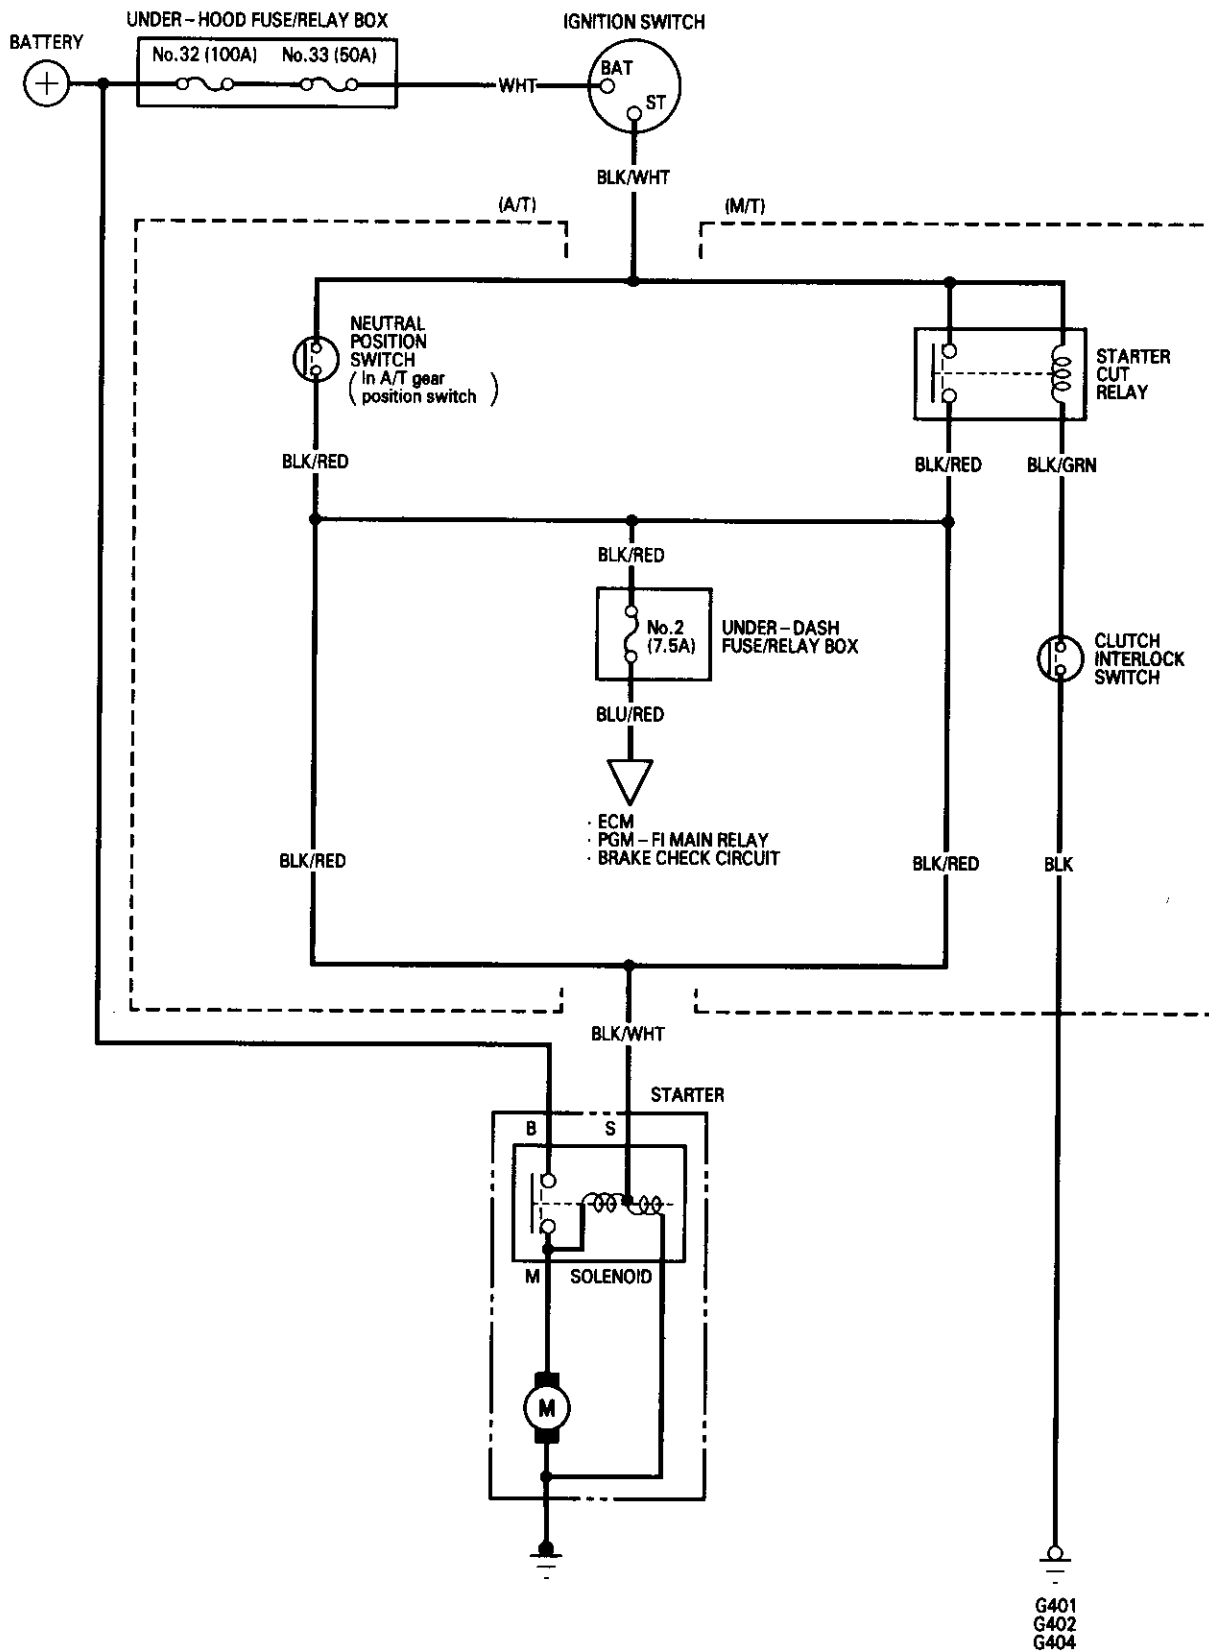 UNDER – HOOD FUSE/RELAY BOX
IGNITION SWITCH
BATTERY
No.32 (100A) No.33 (50A)
+
BAT
WHT
ST
BLK/WHT
(A/T)
(M/T)
NEUTRAL
POSITION
SWITCH
( In A/T gear
position switch )
STARTER
CUT
RELAY
BLK/RED
BLK/RED
BLK/GRN
BLK/RED
No.2
(7.5A)
UNDER – DASH
FUSE/RELAY BOX
CLUTCH
INTERLOCK
SWITCH
BLU/RED
· ECM
· PGM – FI MAIN RELAY
· BRAKE CHECK CIRCUIT
BLK/RED
BLK/RED
BLK
BLK/WHT
STARTER
B
S
M
SOLENOID
M
G401
G402
G404